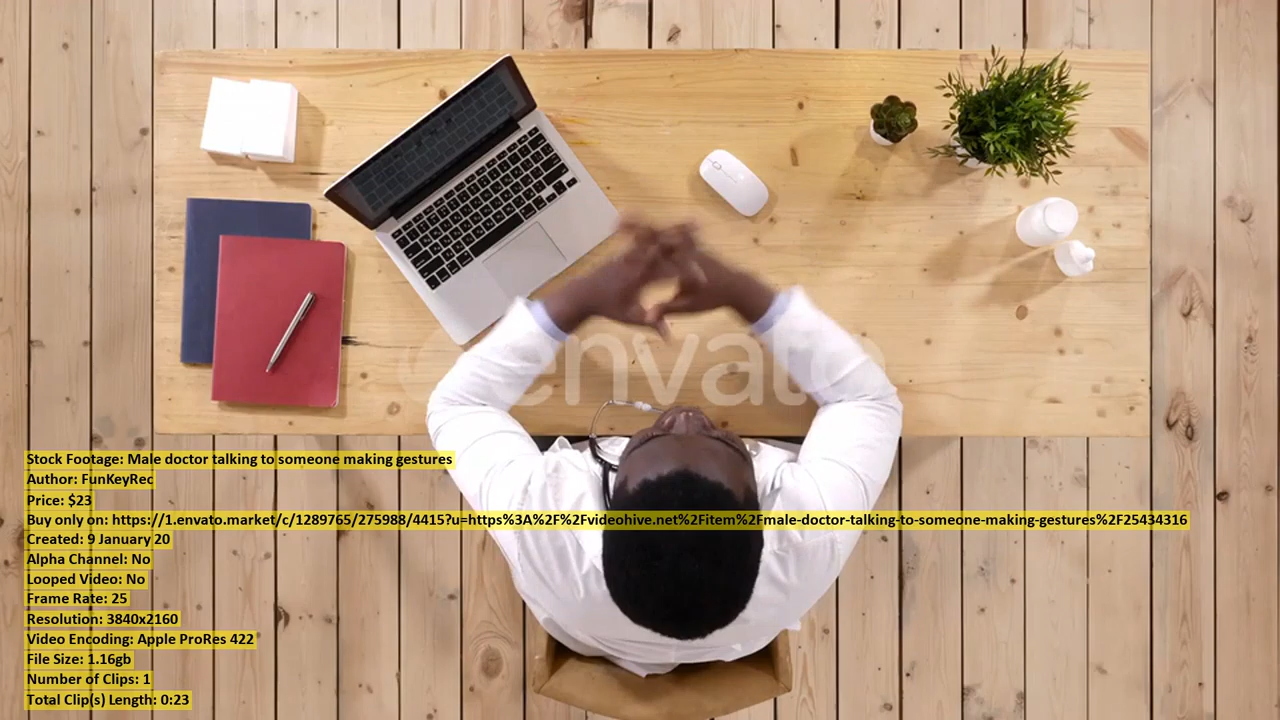 envato
Stock Footage: Male doctor talking to someone making gestures
Author: FunKeyRec
Price: $23
Buy only on: https://1.envato.market/c/1289765/275988/4415?u=https%3A%2F%2Fvideohive.net%2Fitem%2Fmale-doctor-talking-to-someone-making-gestures%2F25434316
Created: 9 January 20
Alpha Channel: No
Looped Video: No
Frame Rate: 25
Resolution: 3840x2160
Video Encoding: Apple ProRes 422
File Size: 1.16gb
Number of Clips: 1
Total Clip(s) Length: 0:23